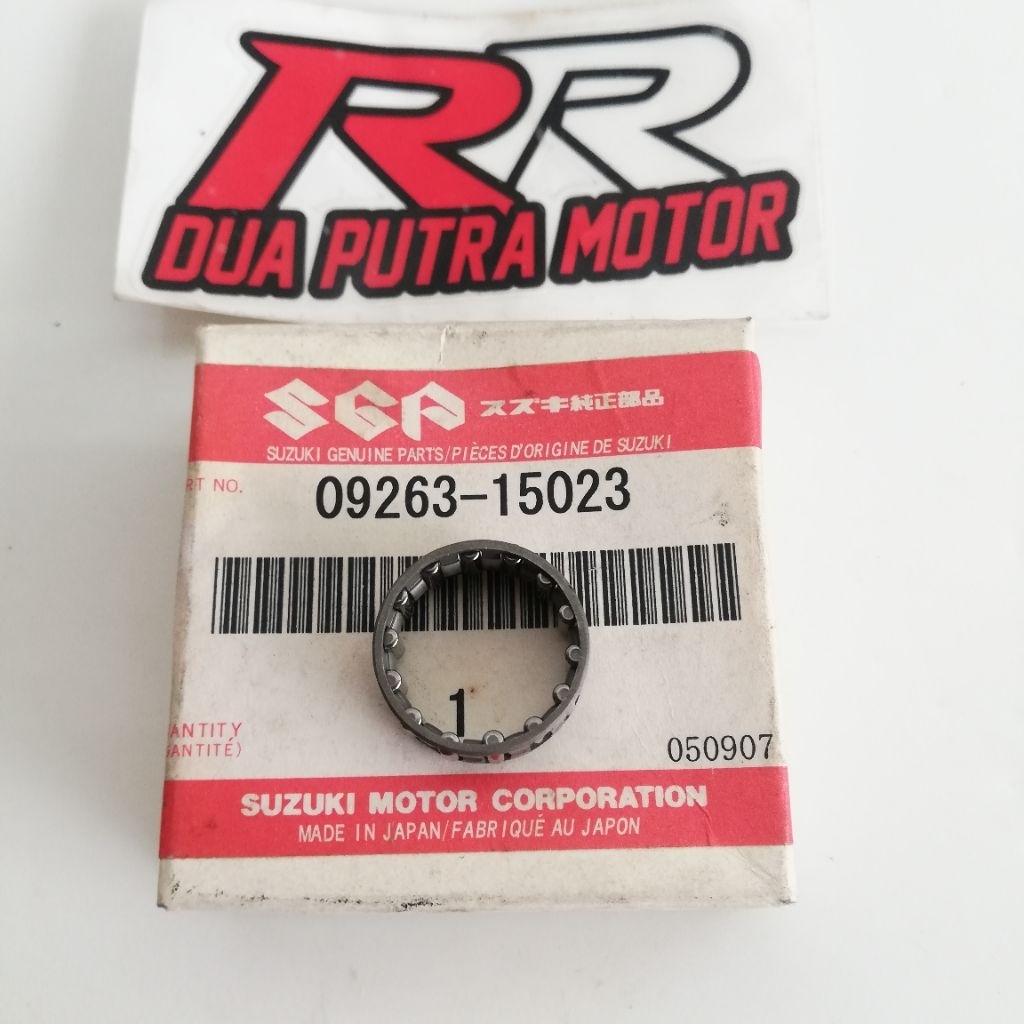 RR
DUA PUTRA MOTOR
SGP スズキ純正部品
SUZUKI GENUINE PARTS/PIÈCES D'ORIGINE DE SUZUKI
RT NO.
09263-15023
1
ANTITY
ANTITÉ)
050907
SUZUKI MOTOR CORPORATION
MADE IN JAPAN/FABRIQUÉ AU JAPON